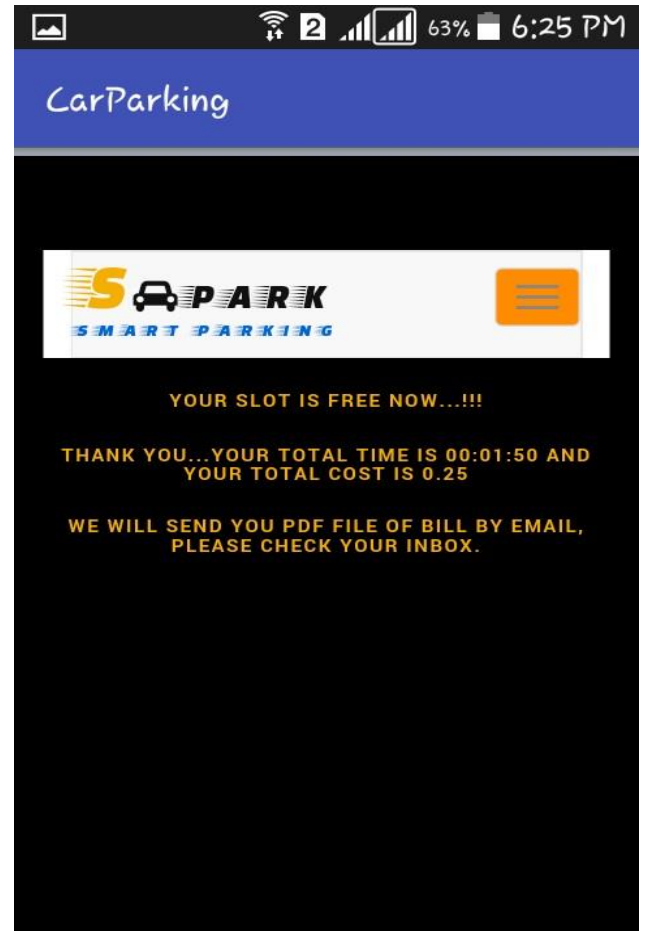 2 63% 6:25 PM
CarParking
S PARK
SMART PARKING
YOUR SLOT IS FREE NOW...!!!
THANK YOU...YOUR TOTAL TIME IS 00:01:50 AND
YOUR TOTAL COST IS 0.25
WE WILL SEND YOU PDF FILE OF BILL BY EMAIL,
PLEASE CHECK YOUR INBOX.